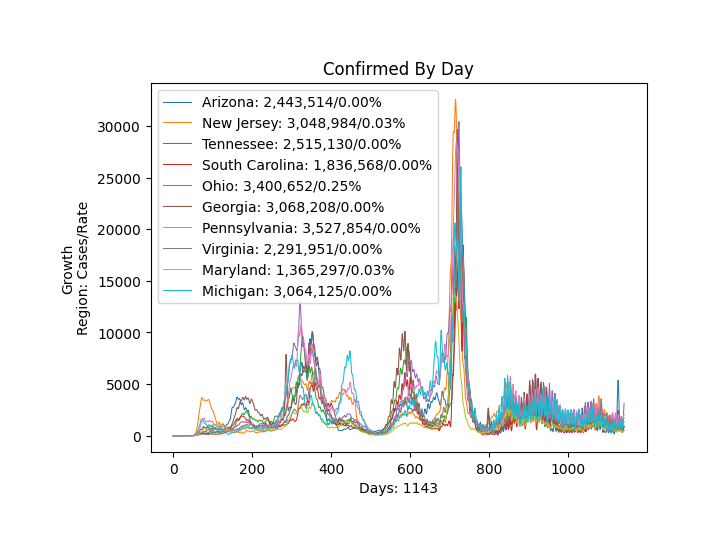 Confirmed By Day
Arizona: 2,443,514/0.00%
New Jersey: 3,048,984/0.03%
Tennessee: 2,515,130/0.00%
South Carolina: 1,836,568/0.00%
Ohio: 3,400,652/0.25%
Georgia: 3,068,208/0.00%
Pennsylvania: 3,527,854/0.00%
Virginia: 2,291,951/0.00%
Maryland: 1,365,297/0.03%
Michigan: 3,064,125/0.00%
30000
25000
20000
15000
10000
5000
0
Growth
Region: Cases/Rate
0 200 400 600 800 1000
Days: 1143